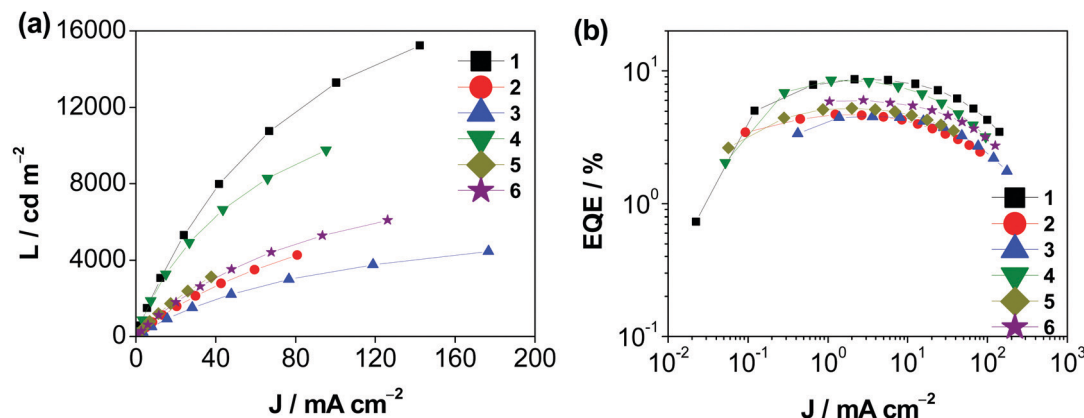 (a)
16000
12000
8000
4000
0
L / cd m⁻²
0 40 80 120 160 200
J / mA cm⁻²
1
2
3
4
5
6
(b)
10¹
10⁰
10⁻¹
EQE / %
10⁻² 10⁻¹ 10⁰ 10¹ 10² 10³
J / mA cm⁻²
1
2
3
4
5
6